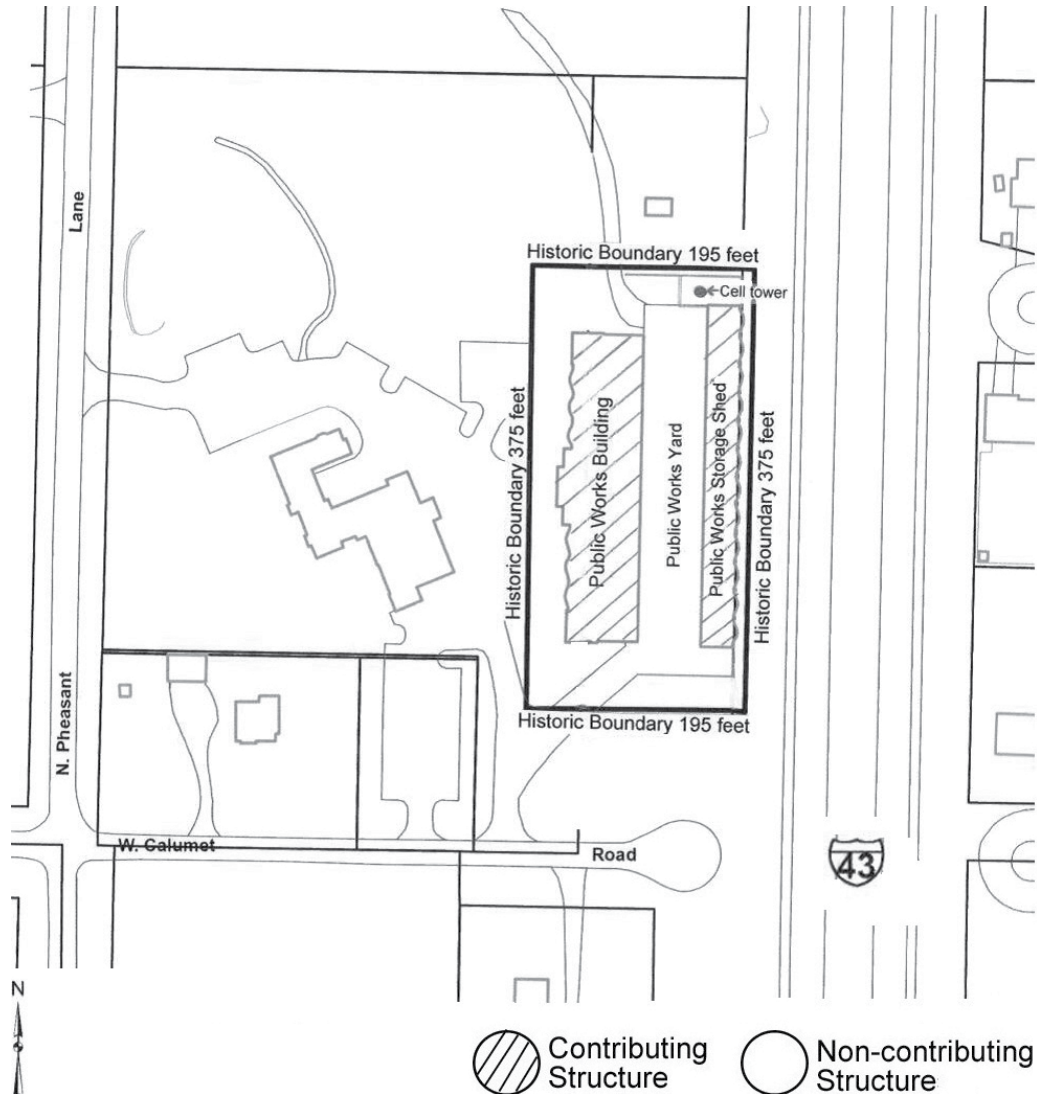 Lane
Historic Boundary 195 feet
Cell tower
Historic Boundary 375 feet
Public Works Building
Public Works Yard
Public Works Storage Shed
Historic Boundary 375 feet
Historic Boundary 195 feet
N. Pheasant
W. Calumet
Road
43
N
Contributing
Structure
Non-contributing
Structure